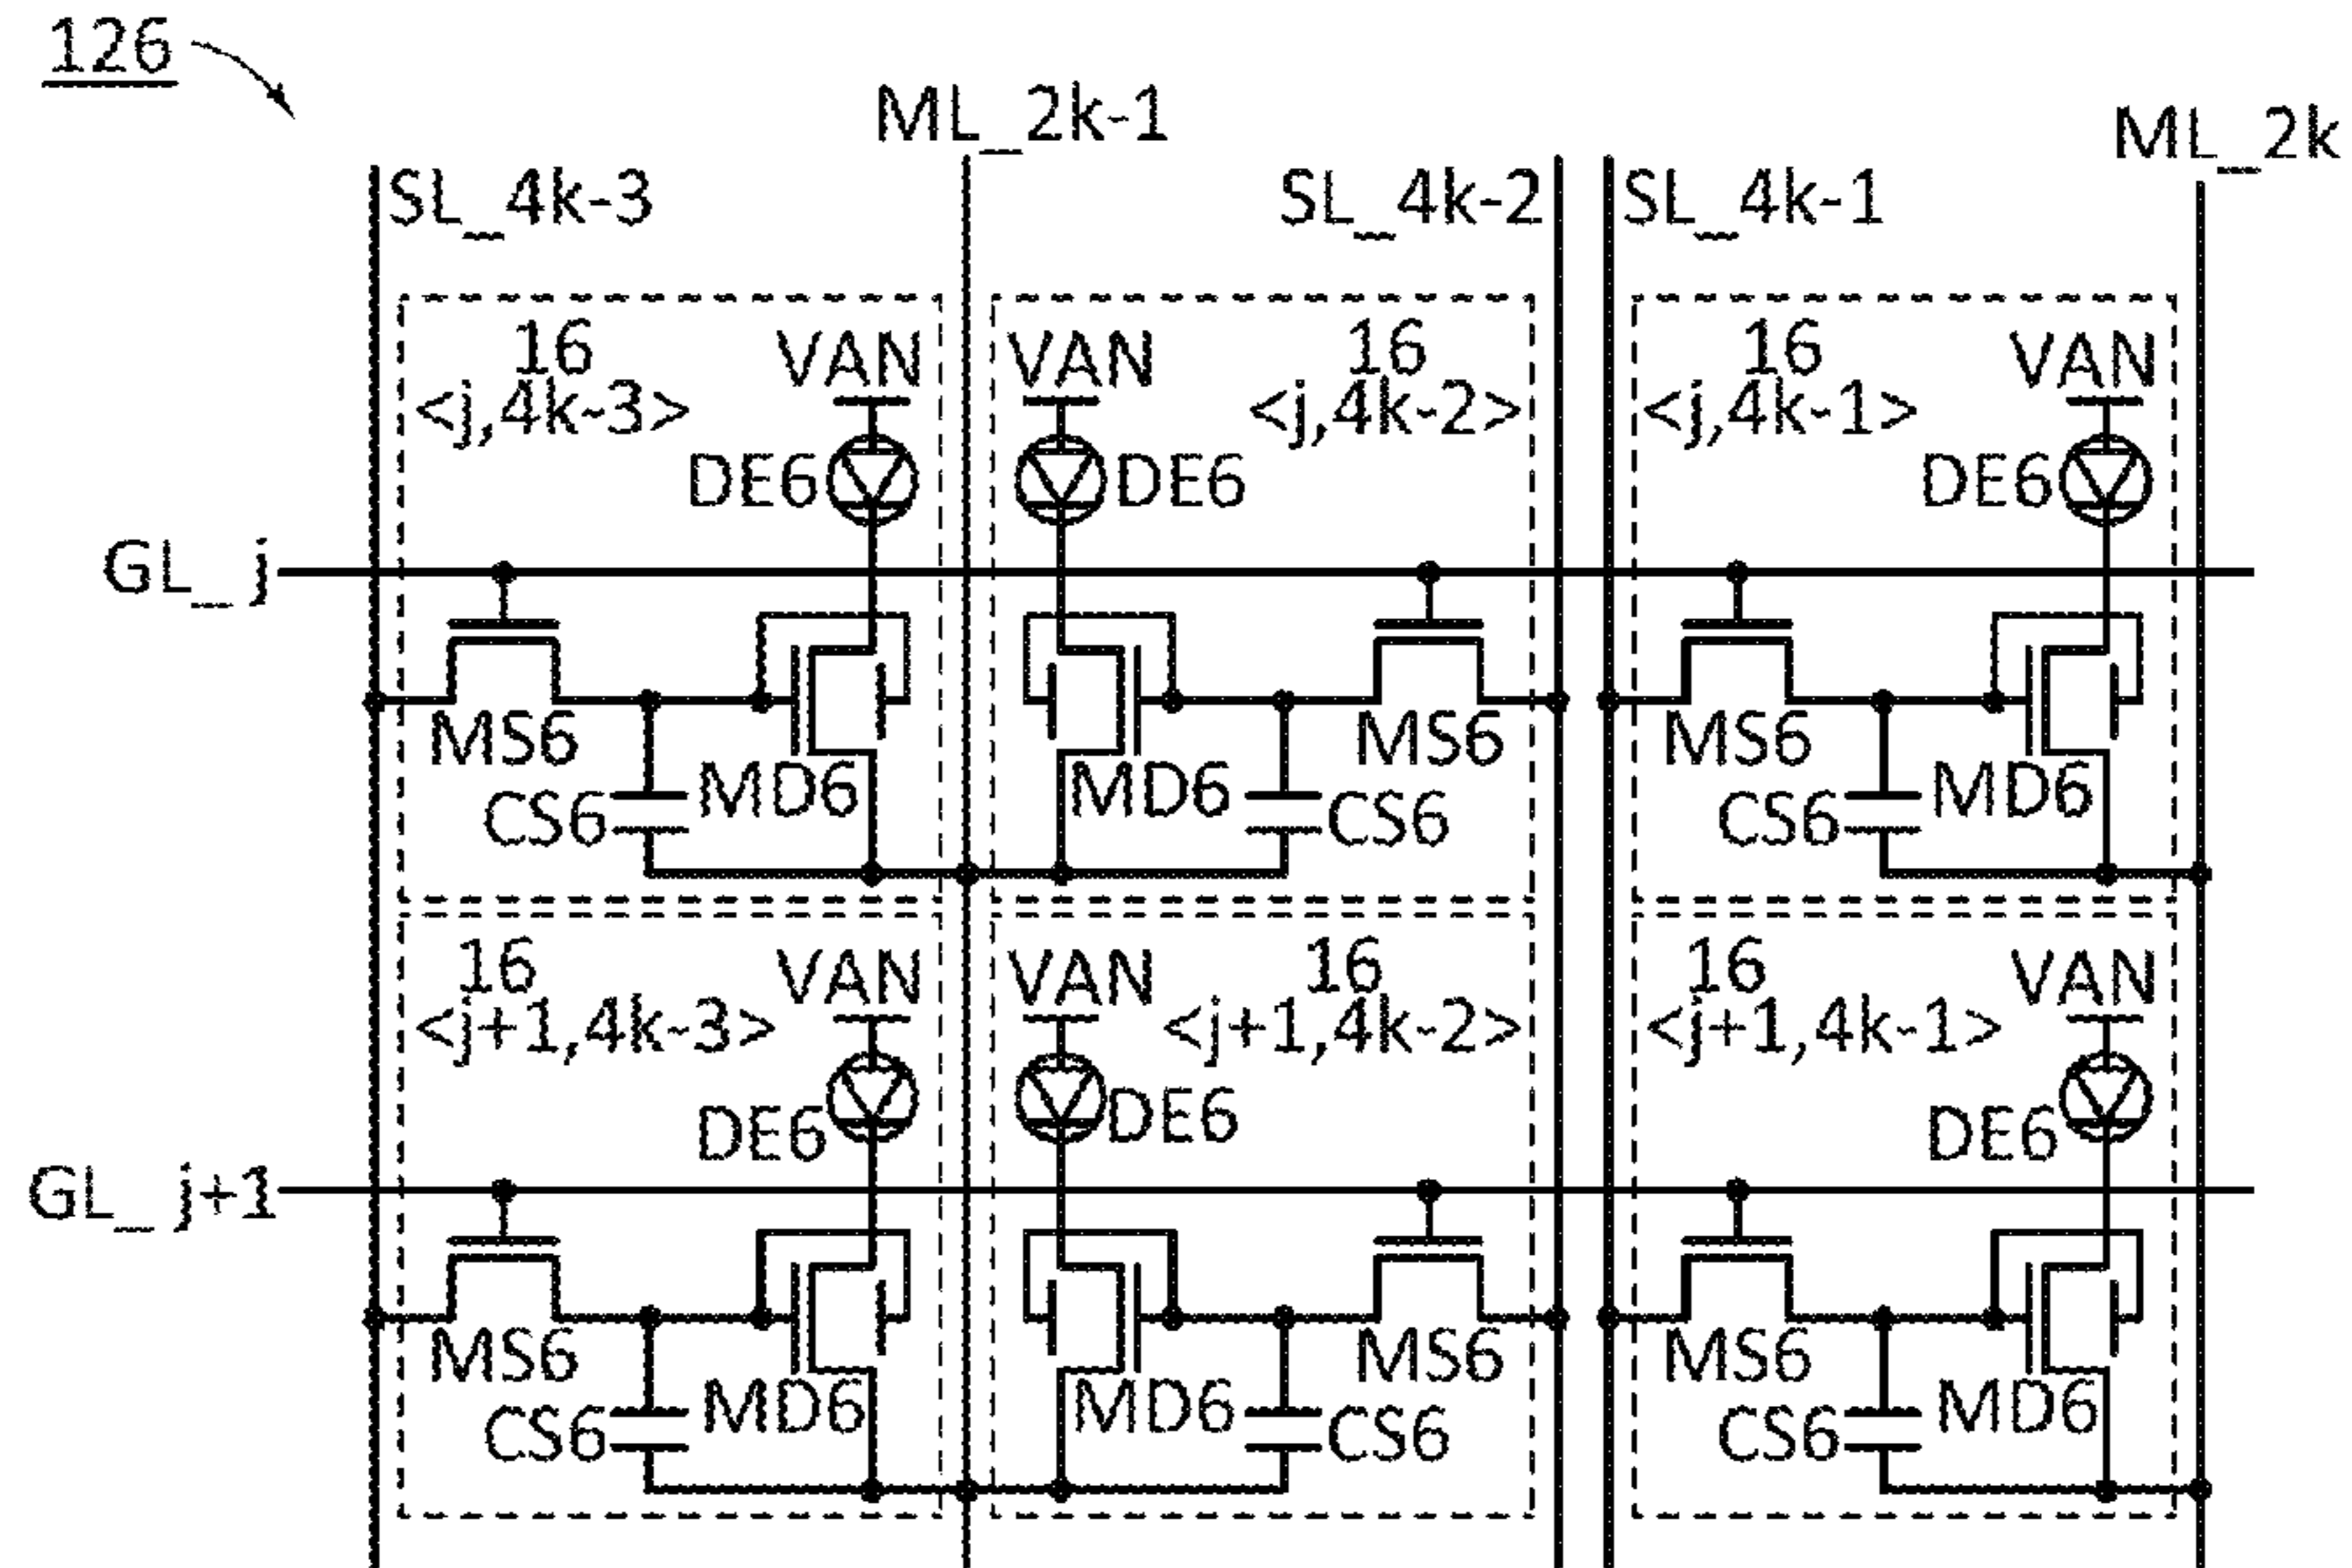 126
ML_2k-1
ML_2k
SL_4k-3
SL_4k-2
SL_4k-1
16
<j,4k-3>
VAN
VAN
16
<j,4k-2>
16
<j,4k-1>
VAN
DE6
DE6
DE6
GL_j
MS6
MD6
CS6
MS6
MD6
CS6
MS6
MD6
CS6
16
<j+1,4k-3>
VAN
VAN
16
<j+1,4k-2>
16
<j+1,4k-1>
VAN
DE6
DE6
DE6
GL_j+1
MS6
MD6
CS6
MS6
MD6
CS6
MS6
MD6
CS6